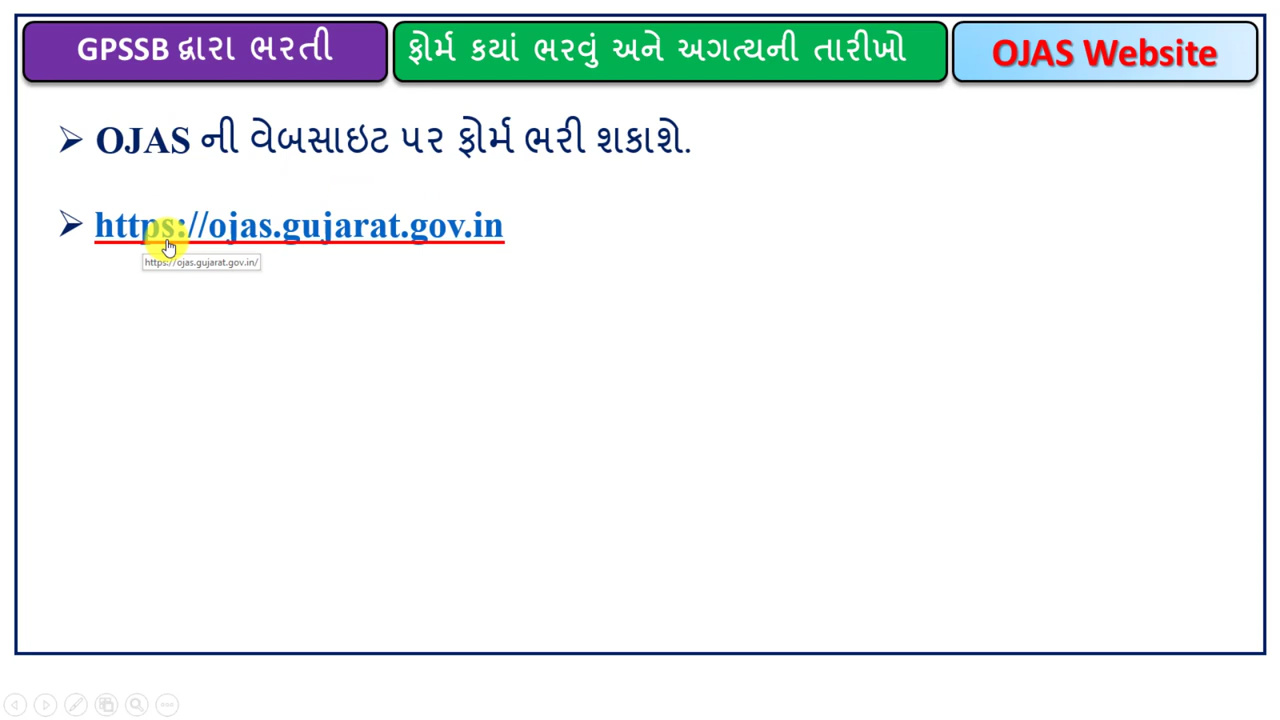 GPSSB દ્વારા ભરતી
ફોર્મ કયાં ભરવું અને અગત્યની તારીખો
OJAS Website
➢ OJAS ની વેબસાઇટ પર ફોર્મ ભરી શકાશે.
➢ https://ojas.gujarat.gov.in
https://ojas.gujarat.gov.in/